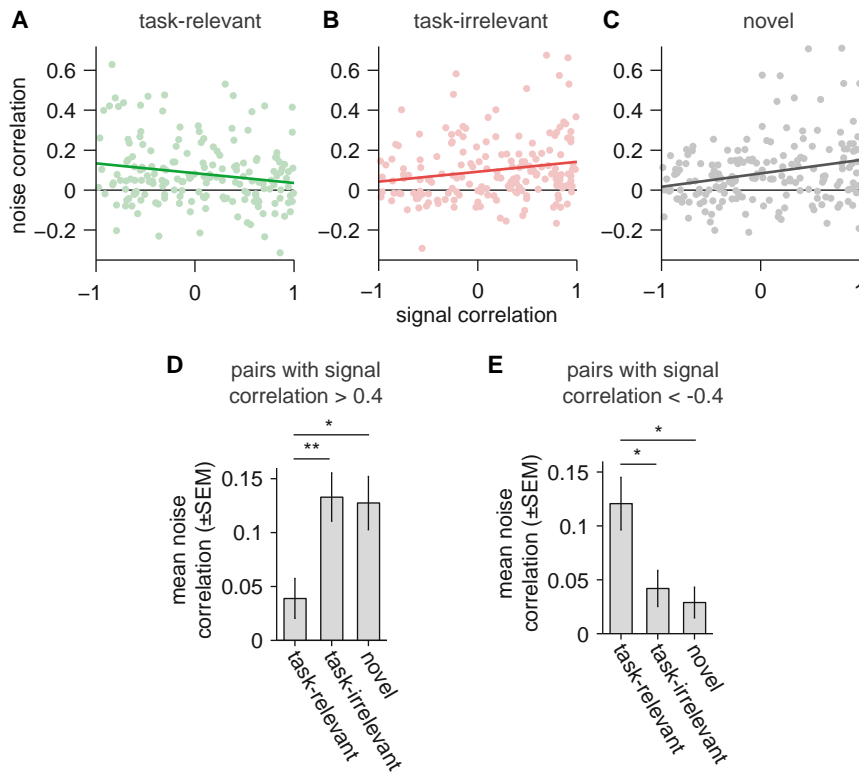 A task-relevant
B task-irrelevant
C novel
noise correlation
0.6
0.4
0.2
0
−0.2
−1 0 1
0.6
0.4
0.2
0
−0.2
−1 0 1
0.6
0.4
0.2
0
−0.2
−1 0 1
signal correlation
D pairs with signal
correlation > 0.4
*
**
mean noise
correlation (±SEM)
0.15
0.1
0.05
0
task-relevant
task-irrelevant
novel
E pairs with signal
correlation < -0.4
*
*
mean noise
correlation (±SEM)
0.15
0.1
0.05
0
task-relevant
task-irrelevant
novel